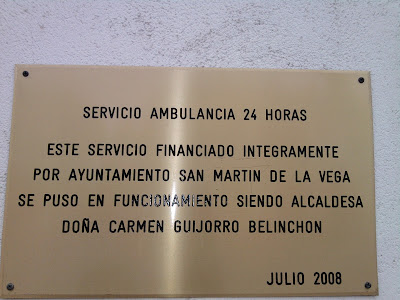 SERVICIO AMBULANCIA 24 HORAS
ESTE SERVICIO FINANCIADO INTEGRAMENTE
POR AYUNTAMIENTO SAN MARTIN DE LA VEGA
SE PUSO EN FUNCIONAMIENTO SIENDO ALCALDESA
DOÑA CARMEN GUIJORRO BELINCHON
JULIO 2008